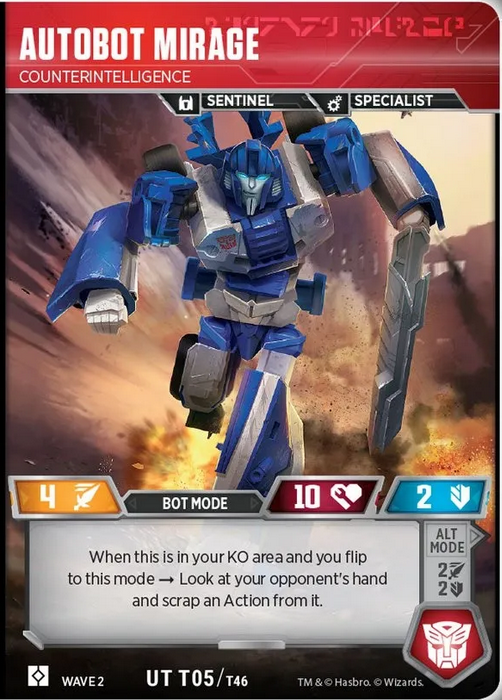 AUTOBOT MIRAGE
COUNTERINTELLIGENCE
SENTINEL SPECIALIST
4 BOT MODE 10 2
ALT
MODE
2
2
When this is in your KO area and you flip
to this mode → Look at your opponent's hand
and scrap an Action from it.
WAVE 2 UT T05/T46 TM & © Hasbro. © Wizards.